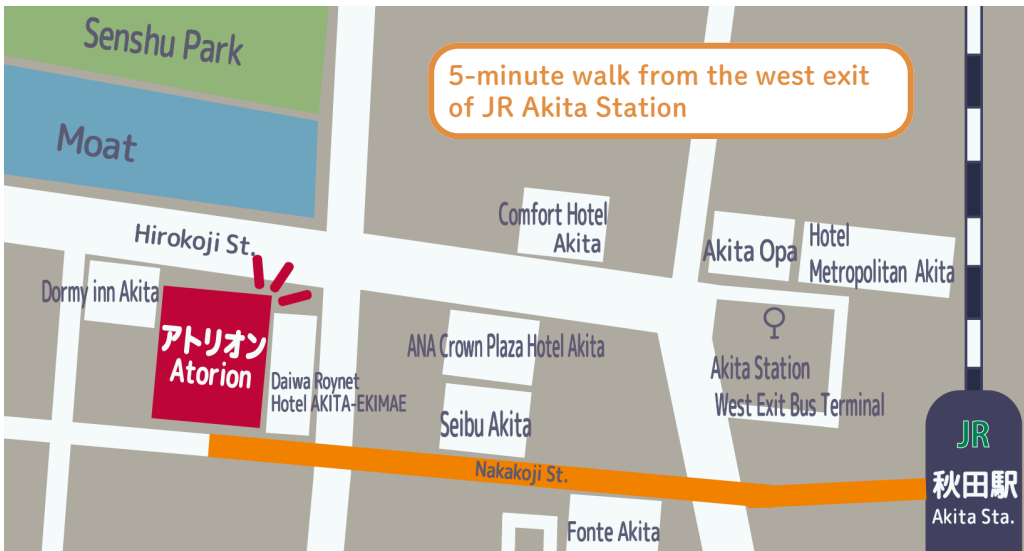 Senshu Park
Moat
5-minute walk from the west exit
of JR Akita Station
Hirokoji St.
Comfort Hotel
Akita
Akita Opa
Hotel
Metropolitan Akita
Dormy inn Akita
アトリオン
Atorion
Daiwa Roynet
Hotel AKITA-EKIMAE
ANA Crown Plaza Hotel Akita
Seibu Akita
Akita Station
West Exit Bus Terminal
Nakakoji St.
Fonte Akita
JR
秋田駅
Akita Sta.